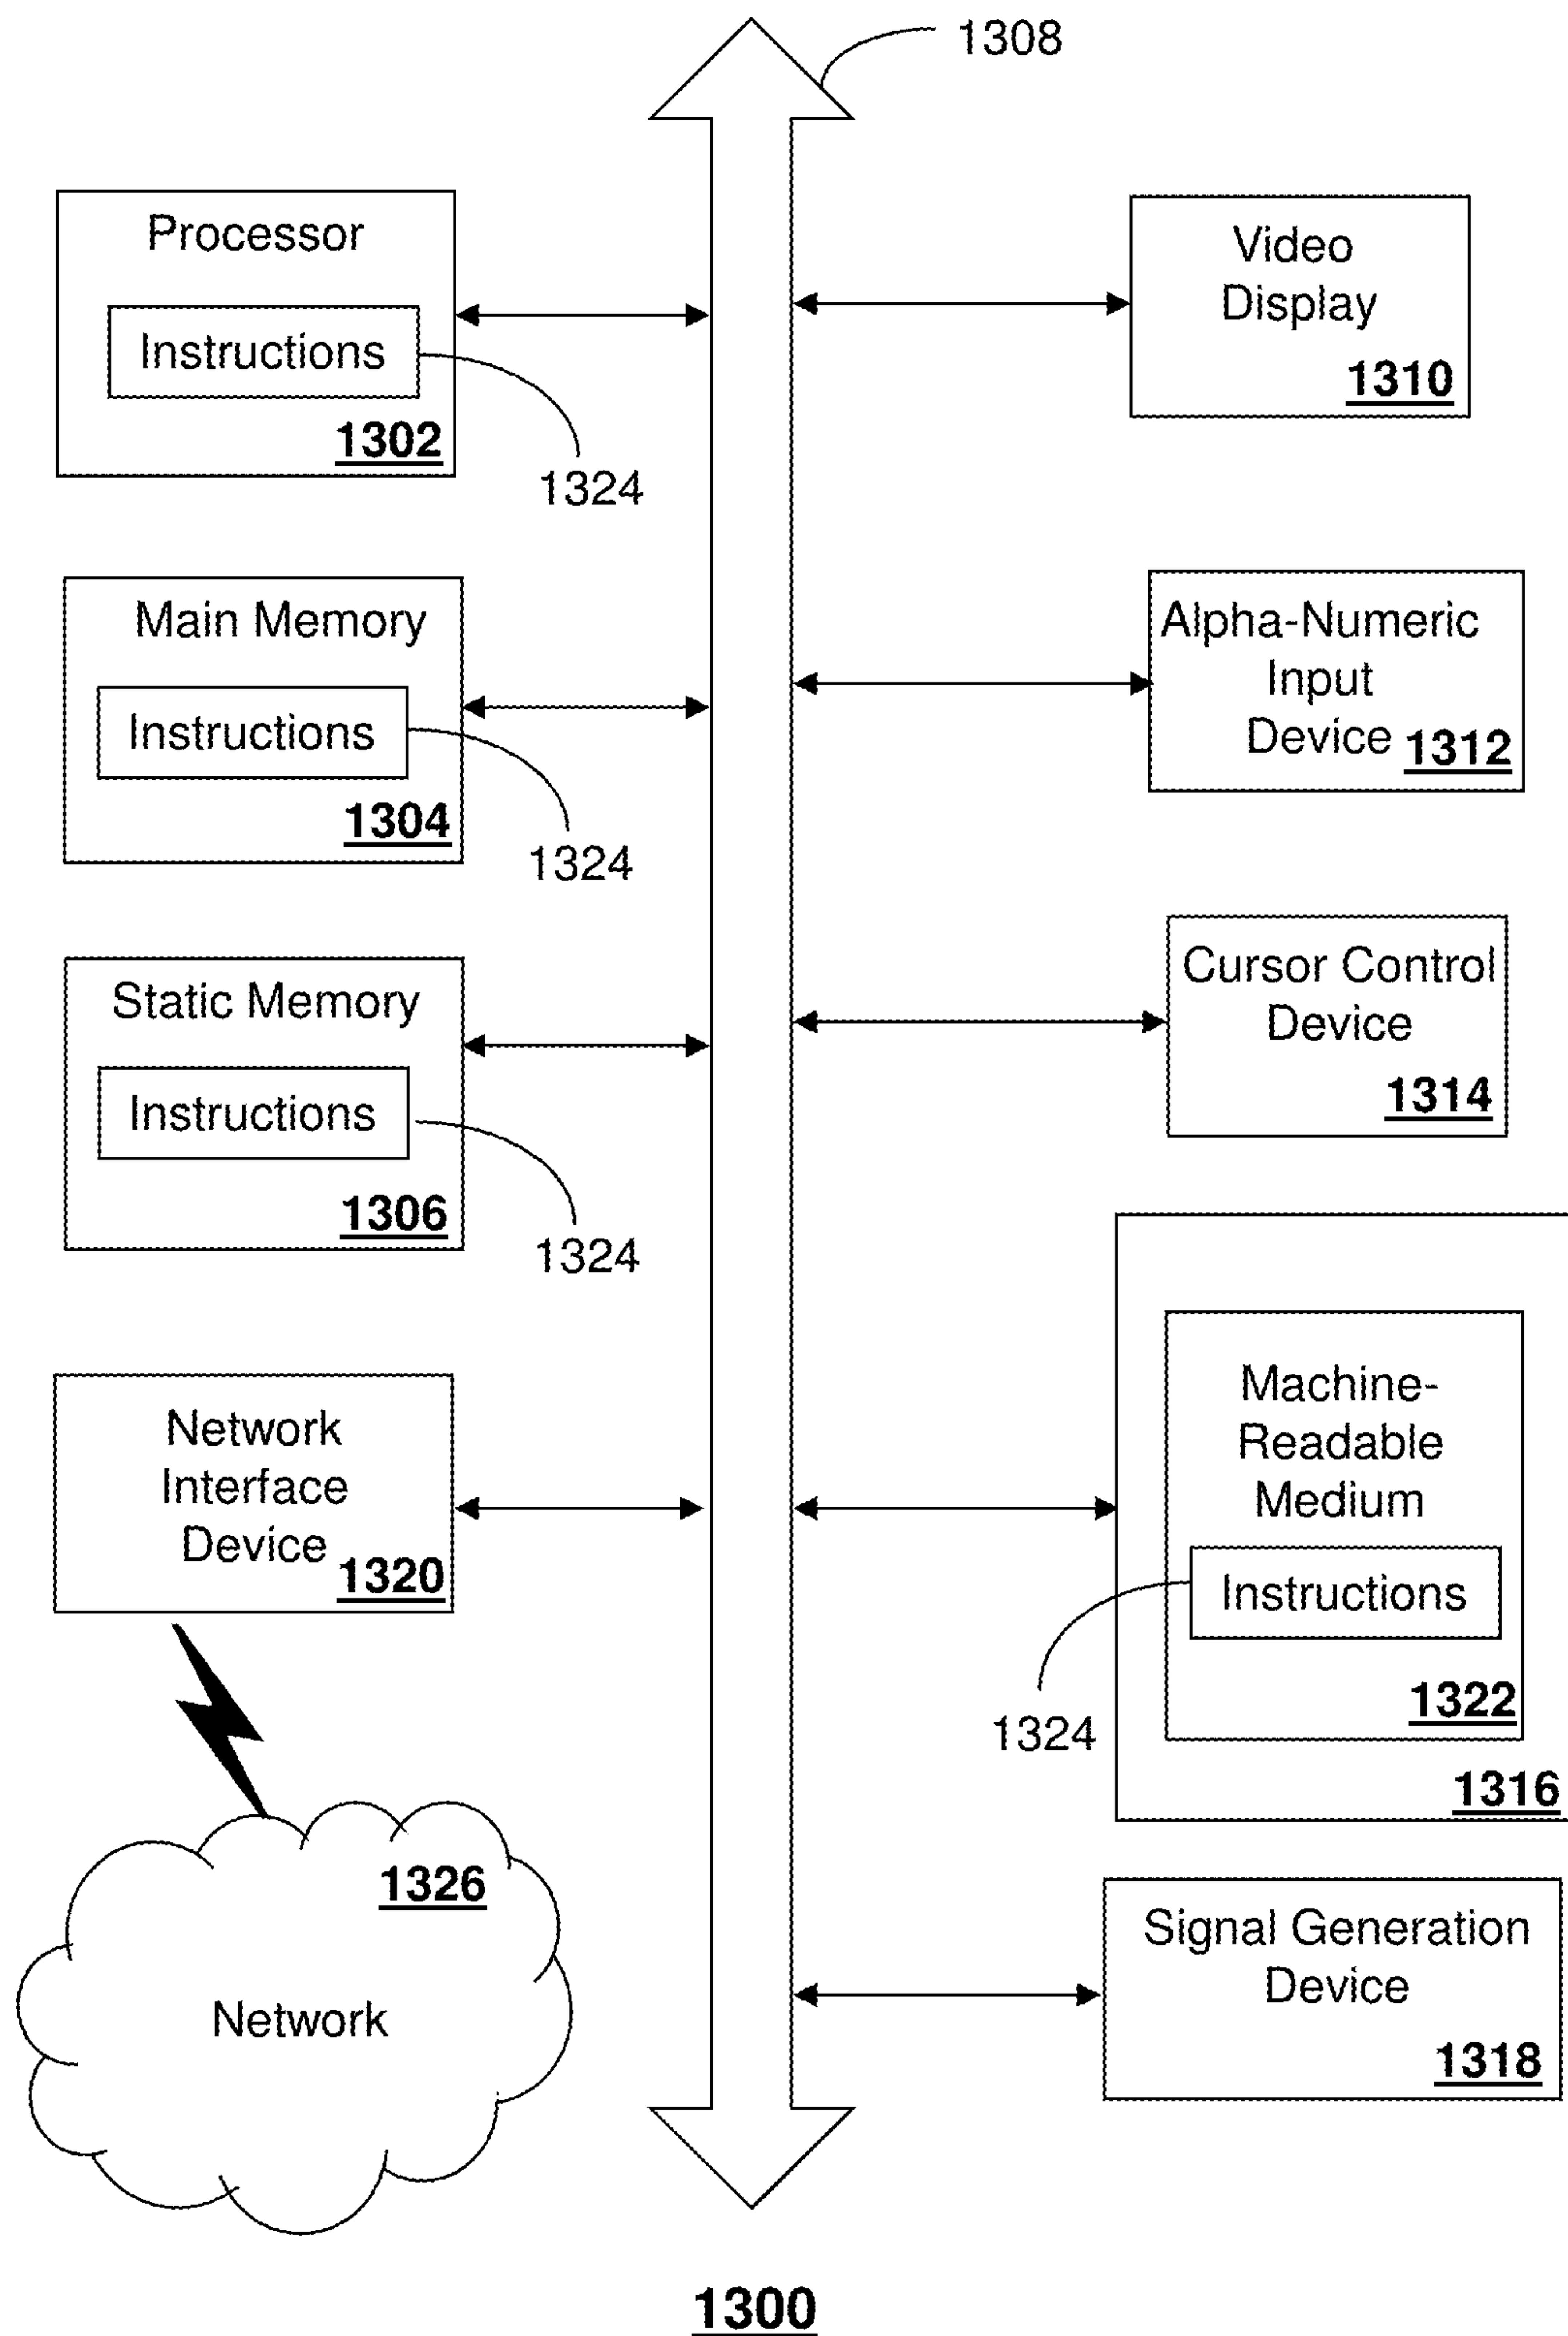 1308
Processor
Instructions
1302
1324
Video
Display
1310
Main Memory
Instructions
1304
1324
Alpha-Numeric
Input
Device 1312
Static Memory
Instructions
1306
1324
Cursor Control
Device
1314
Network
Interface
Device 1320
Machine-
Readable
Medium
Instructions
1322
1324
1316
1326
Network
Signal Generation
Device
1318
1300